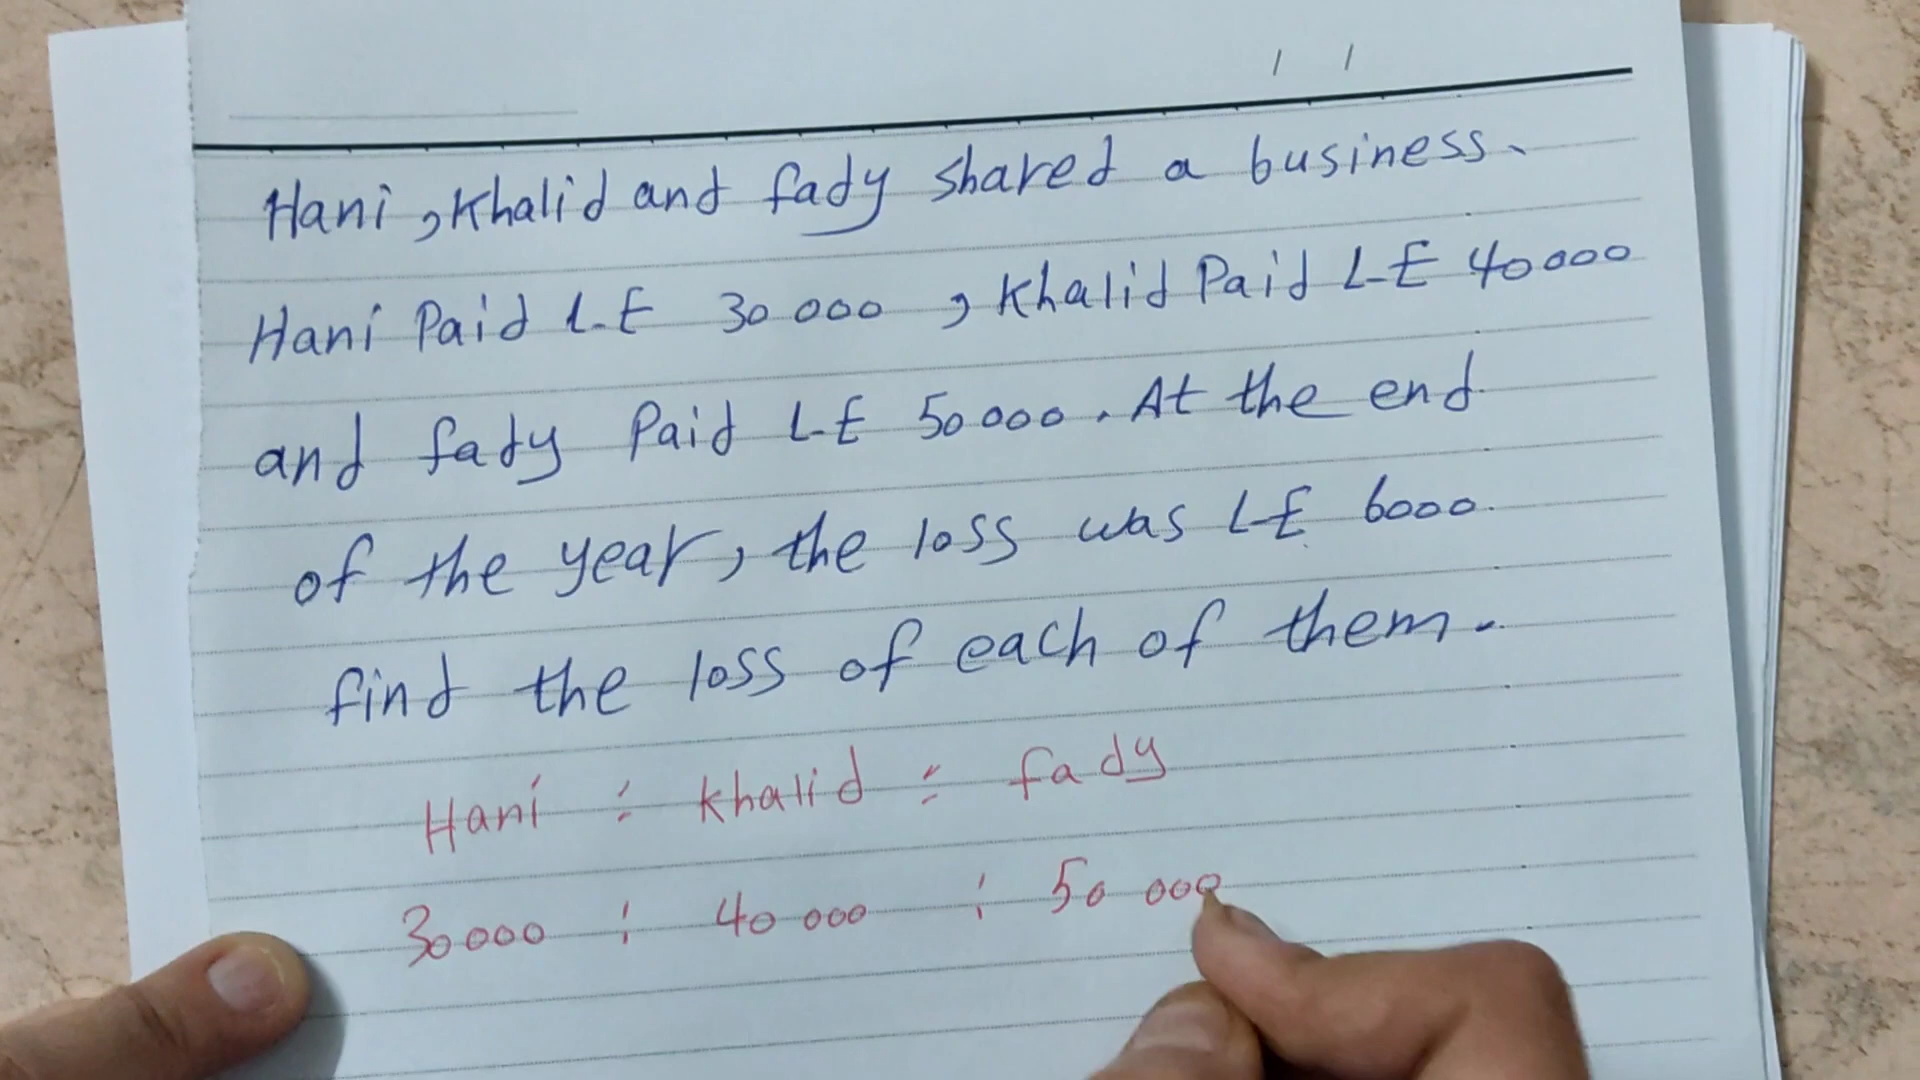 / /
Hani, Khalid and fady shared a business.
Hani Paid L.E 30 000, Khalid Paid L.E 40000
and fady Paid L.E 50000. At the end
of the year, the loss was L.E 6000.
find the loss of each of them.
Hani : Khalid : fady
30000 : 40 000 : 50 000